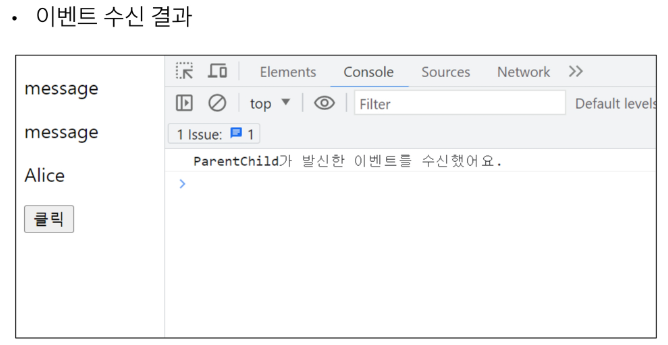 • 이벤트 수신 결과
Elements Console Sources Network
top Filter Default levels
1 Issue: 1
message
ParentChild가 발신한 이벤트를 수신했어요.
message
Alice
클릭